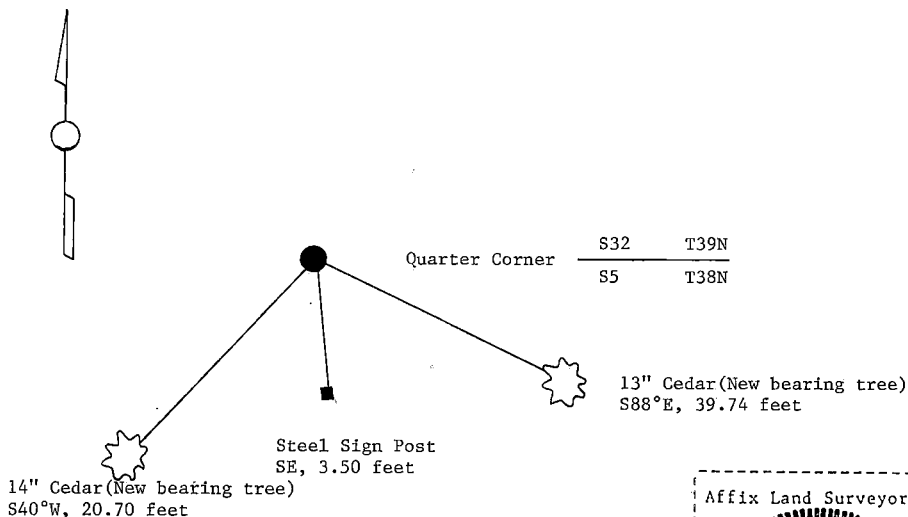 Quarter Corner
S32 T39N
S5 T38N
13" Cedar(New bearing tree)
S88°E, 39.74 feet
Steel Sign Post
SE, 3.50 feet
14" Cedar(New bearing tree)
S40°W, 20.70 feet
Affix Land Surveyor